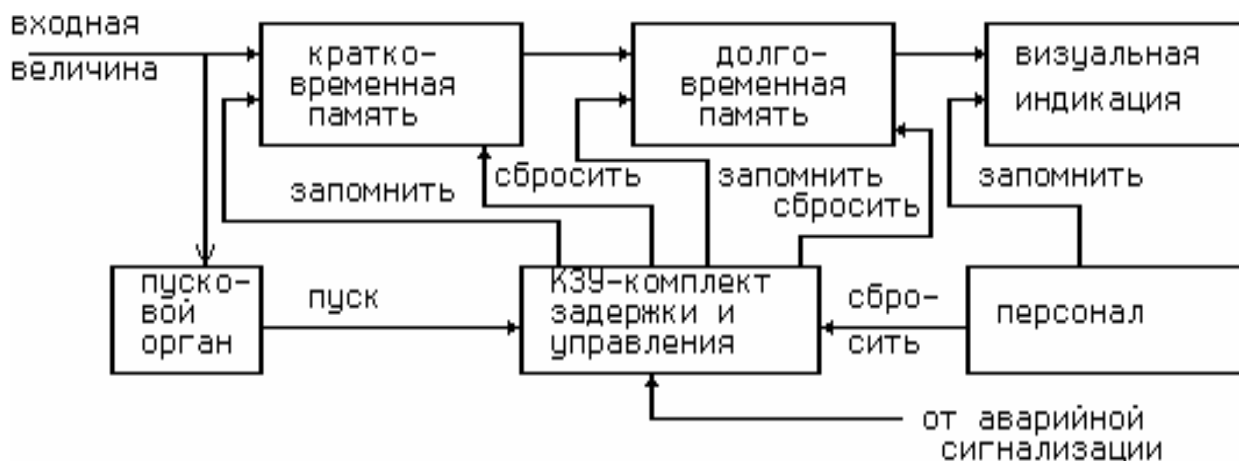 входная
величина
кратко-
временная
память
долго-
временная
память
визуальная
индикация
запомнить
сбросить
запомнить
сбросить
запомнить
пуско-
вой
орган
пуск
КЗУ-комплект
задержки и
управления
сбро-
сить
персонал
от аварийной
сигнализации